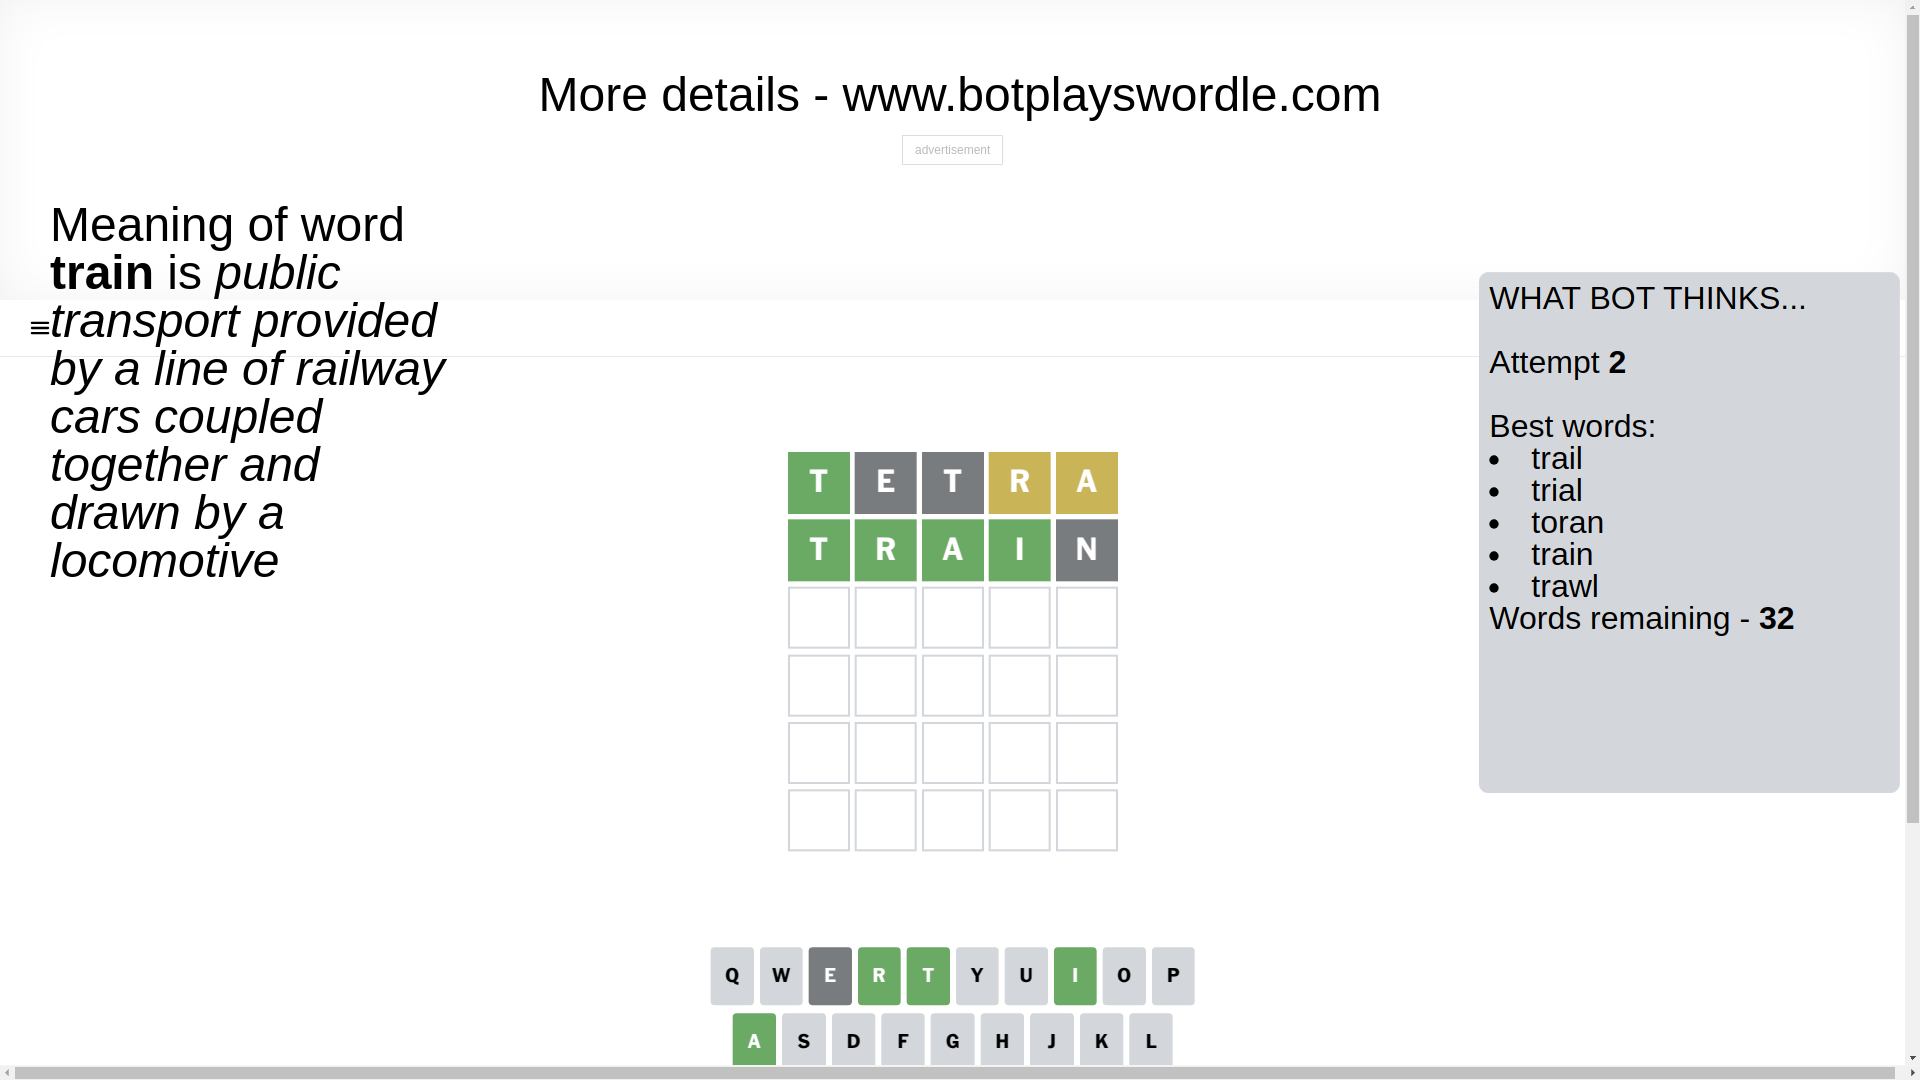 More details - www.botplayswordle.com
advertisement
Meaning of word
train is public
transport provided
by a line of railway
cars coupled
together and
drawn by a
locomotive
WHAT BOT THINKS...
Attempt 2
Best words:
• trail
• trial
• toran
• train
• trawl
Words remaining - 32
T E T R A
T R A I N
Q W E R T Y U I O P
A S D F G H J K L